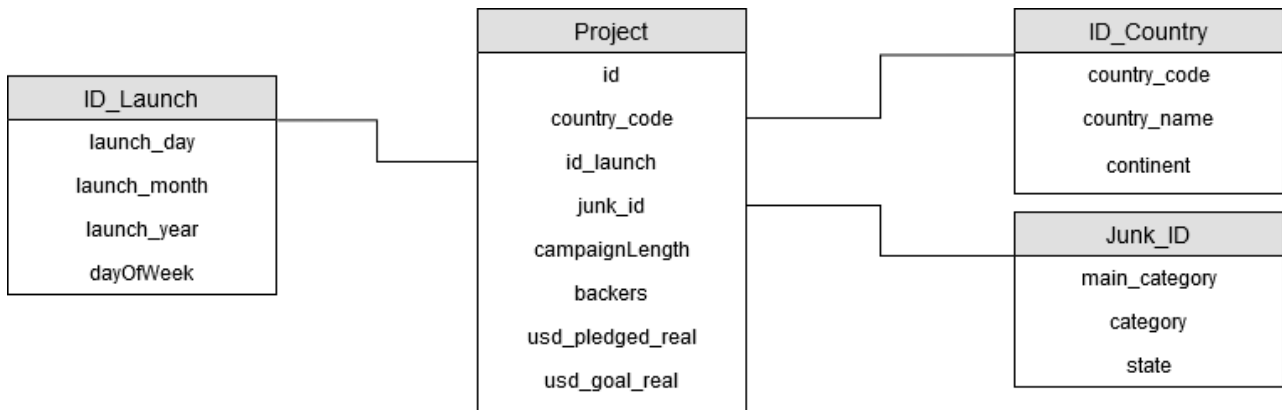 ID_Launch
launch_day
launch_month
launch_year
dayOfWeek
Project
id
country_code
id_launch
junk_id
campaignLength
backers
usd_pledged_real
usd_goal_real
ID_Country
country_code
country_name
continent
Junk_ID
main_category
category
state